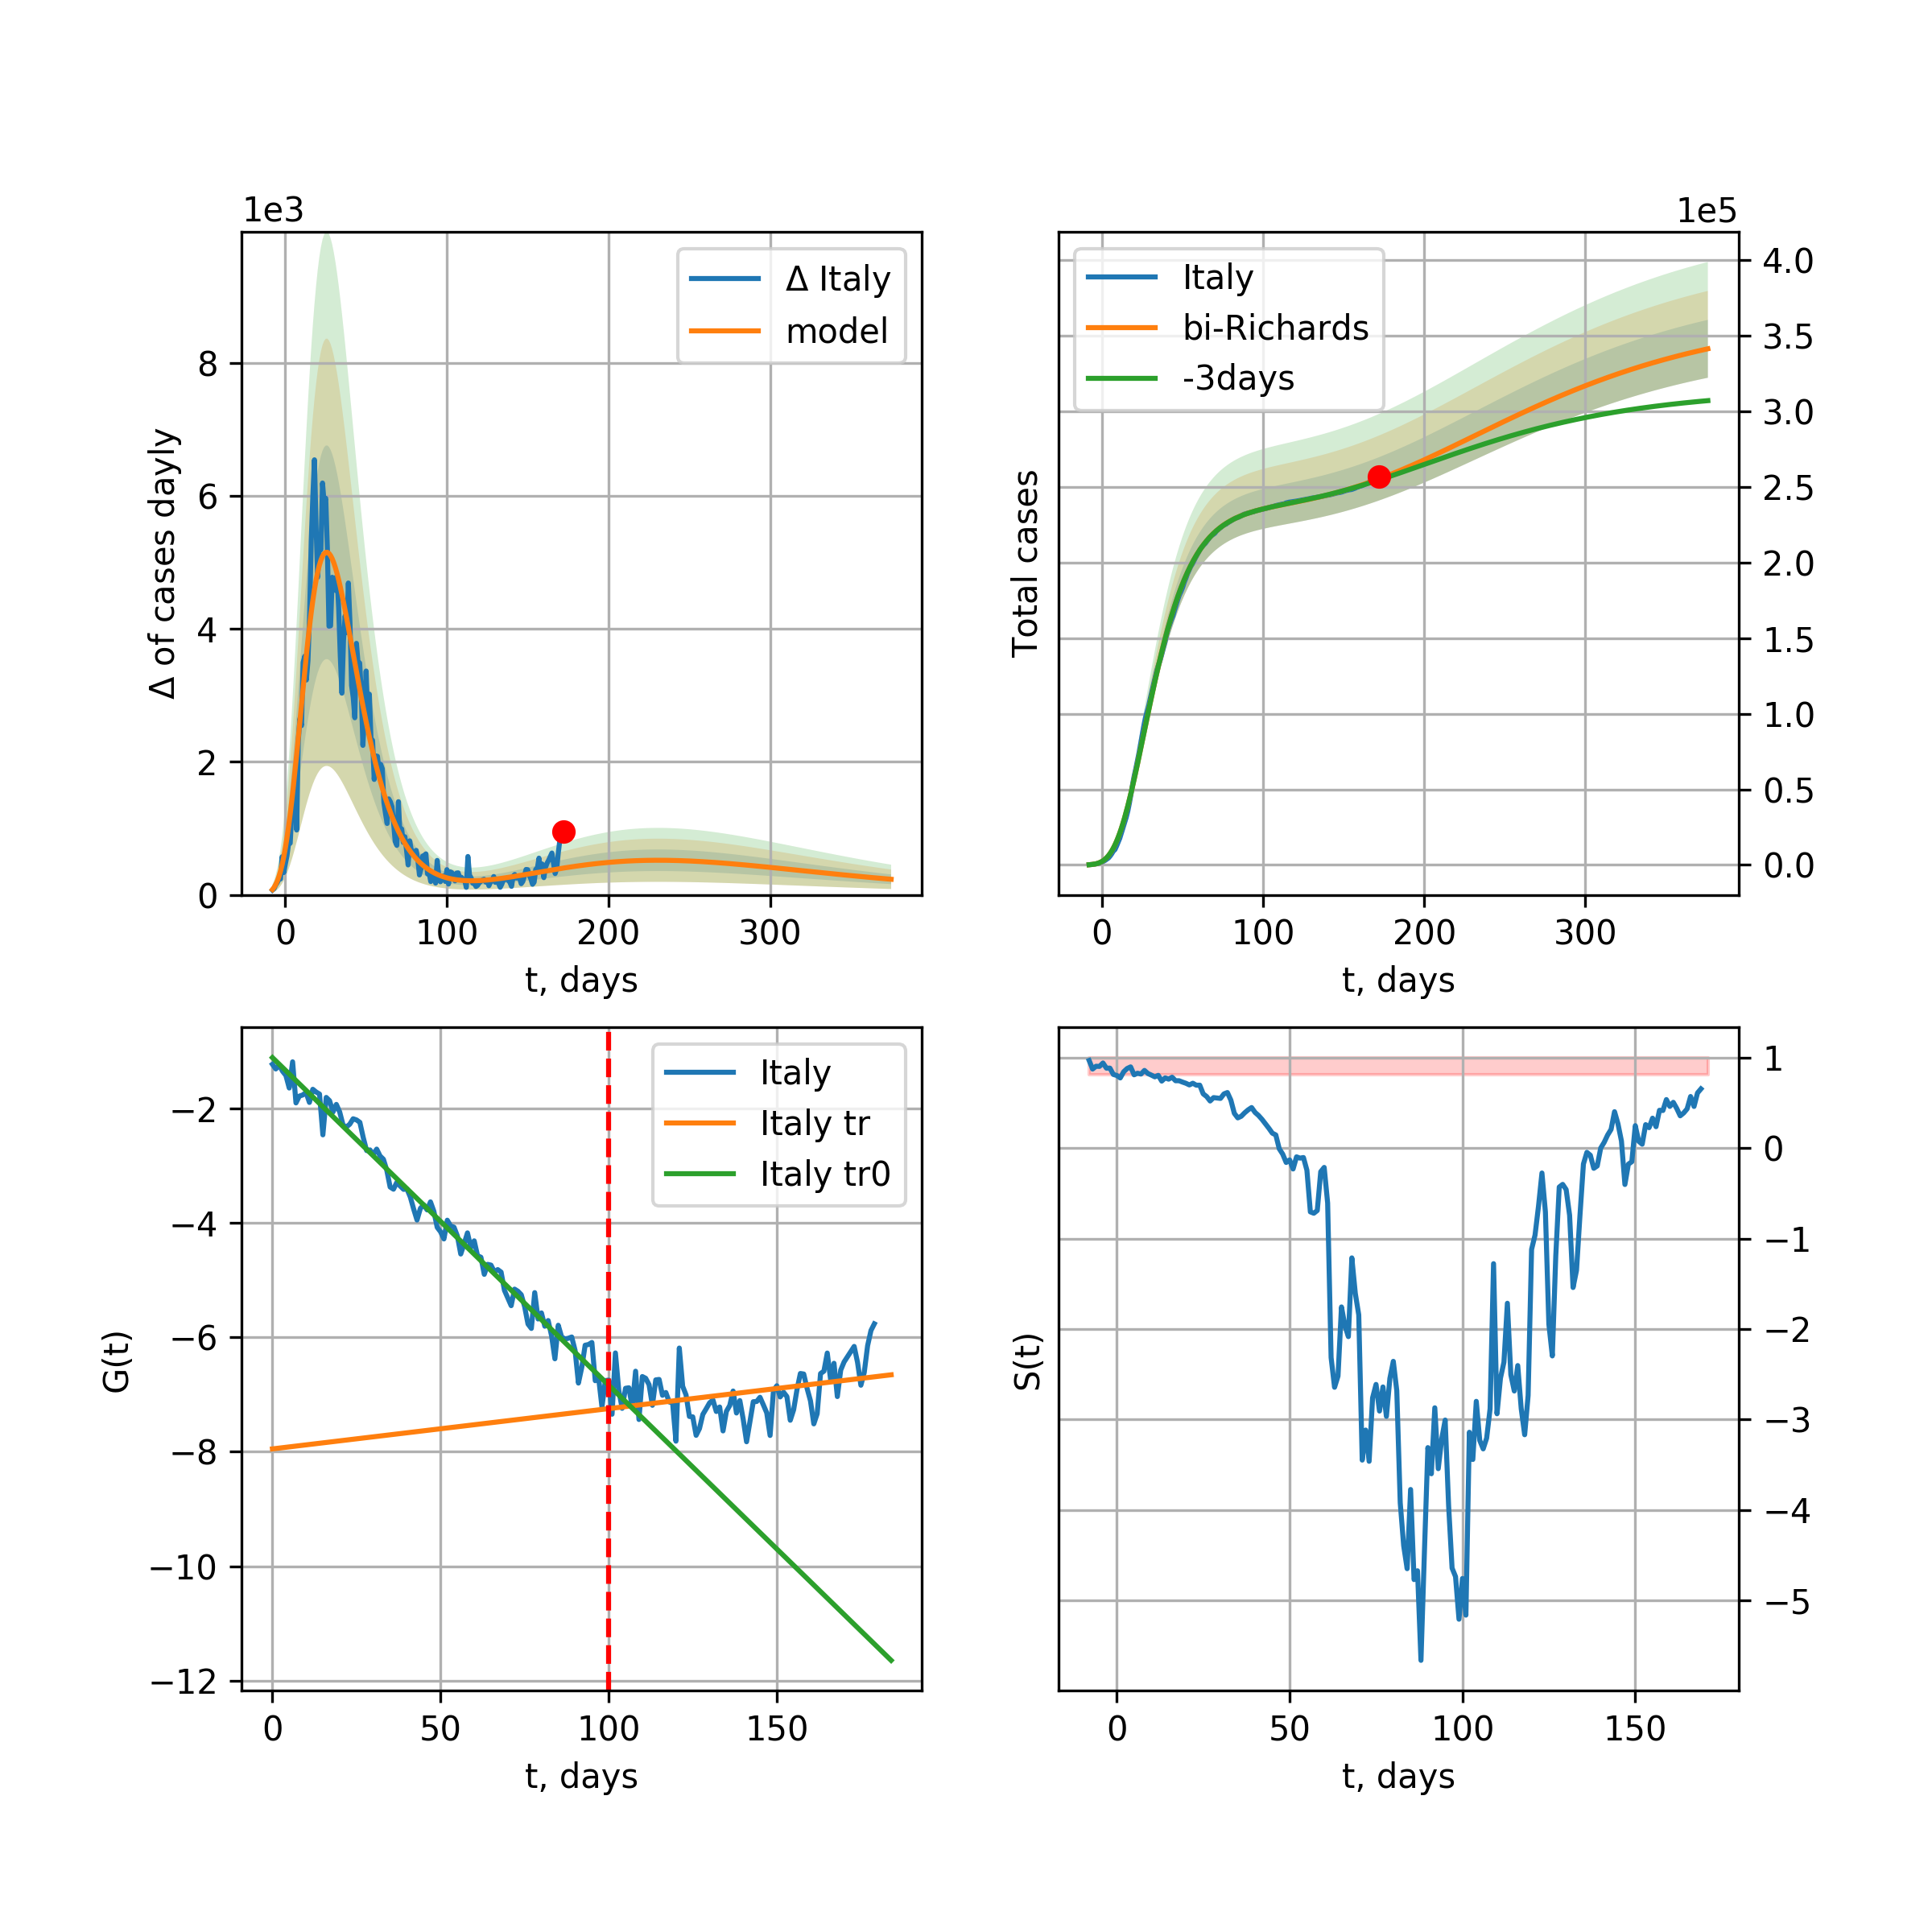 1e3
Δ of cases dayly
8
6
4
2
0
0 100 200 300
t, days
Δ Italy
model
1e5
Total cases
4.0
3.5
3.0
2.5
2.0
1.5
1.0
0.5
0.0
0 100 200 300
t, days
Italy
bi-Richards
-3days
G(t)
−2
−4
−6
−8
−10
−12
0 50 100 150
t, days
Italy
Italy tr
Italy tr0
S(t)
1
0
−1
−2
−3
−4
−5
0 50 100 150
t, days